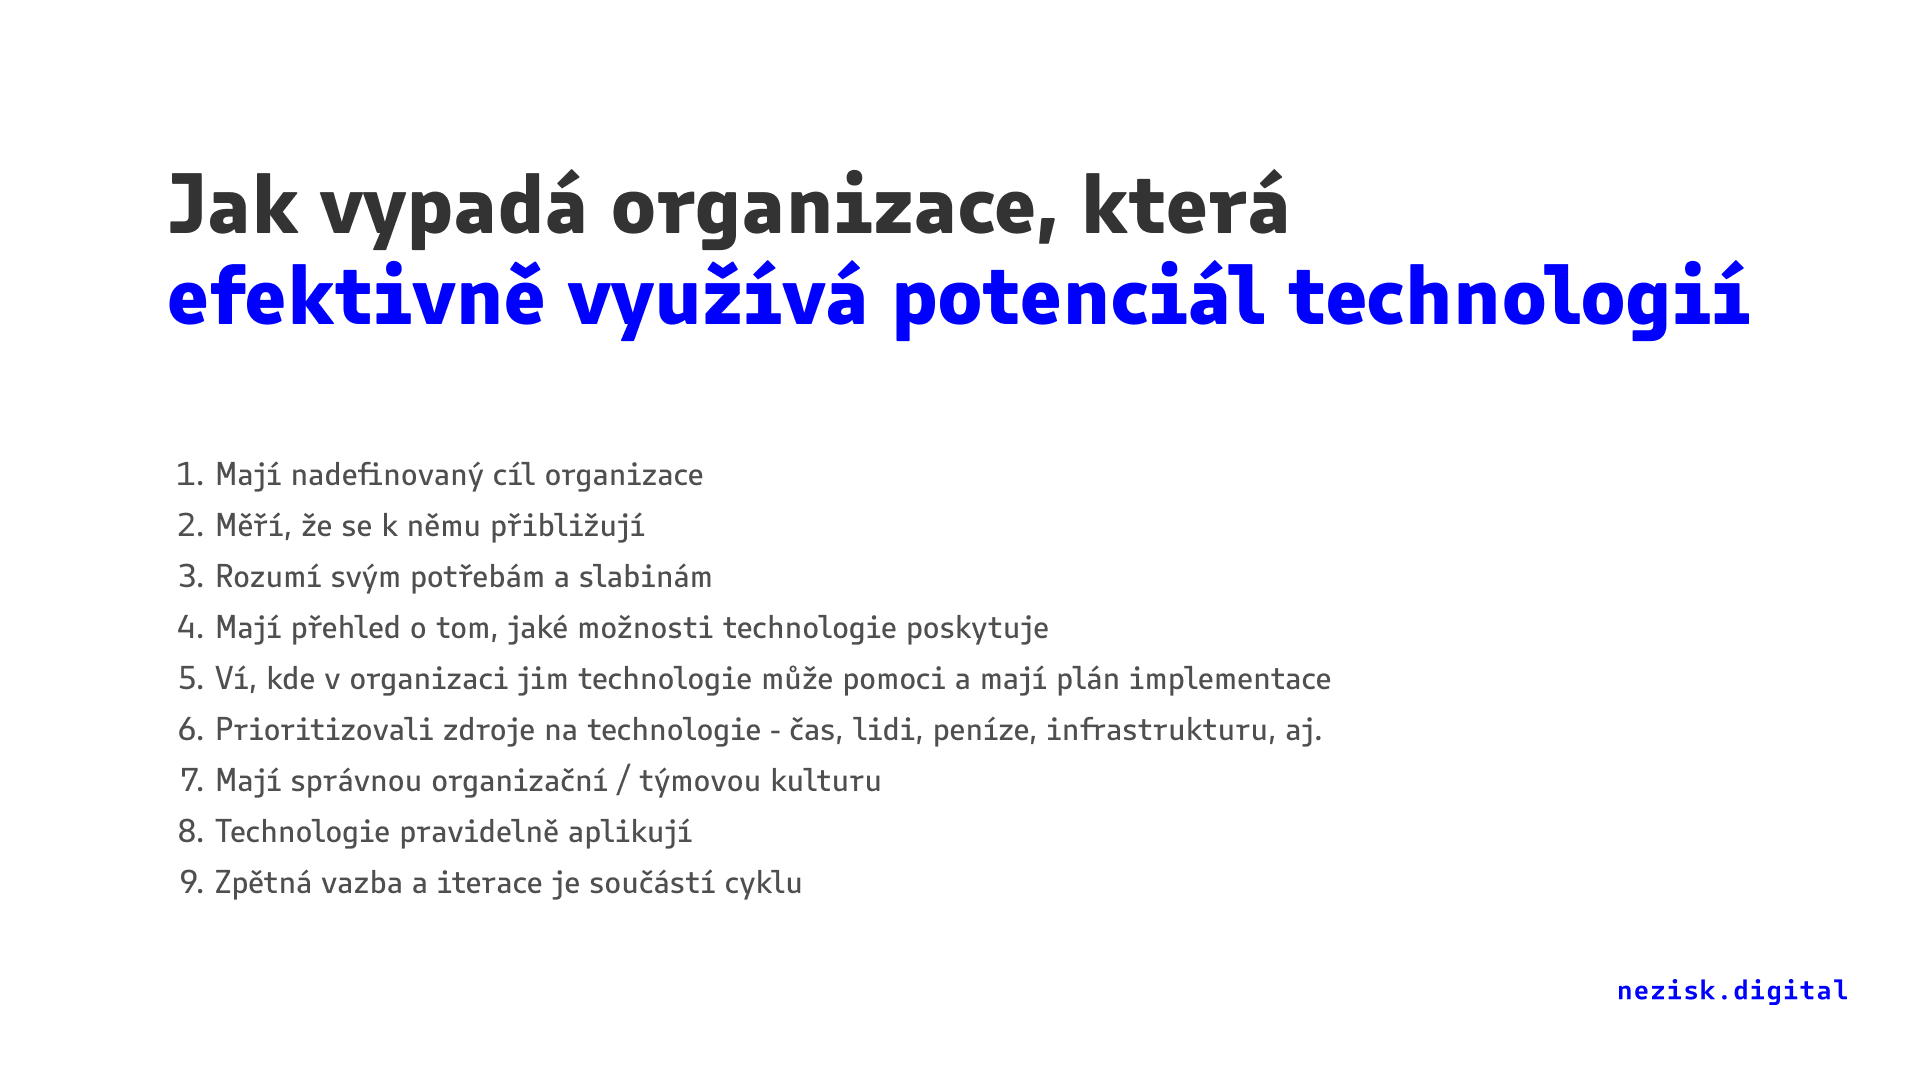 Jak vypadá organizace, která
efektivně využívá potenciál technologií
1. Mají nadefinovaný cíl organizace
2. Měří, že se k němu přibližují
3. Rozumí svým potřebám a slabinám
4. Mají přehled o tom, jaké možnosti technologie poskytuje
5. Ví, kde v organizaci jim technologie může pomoci a mají plán implementace
6. Prioritizovali zdroje na technologie - čas, lidi, peníze, infrastrukturu, aj.
7. Mají správnou organizační / týmovou kulturu
8. Technologie pravidelně aplikují
9. Zpětná vazba a iterace je součástí cyklu
nezisk.digital